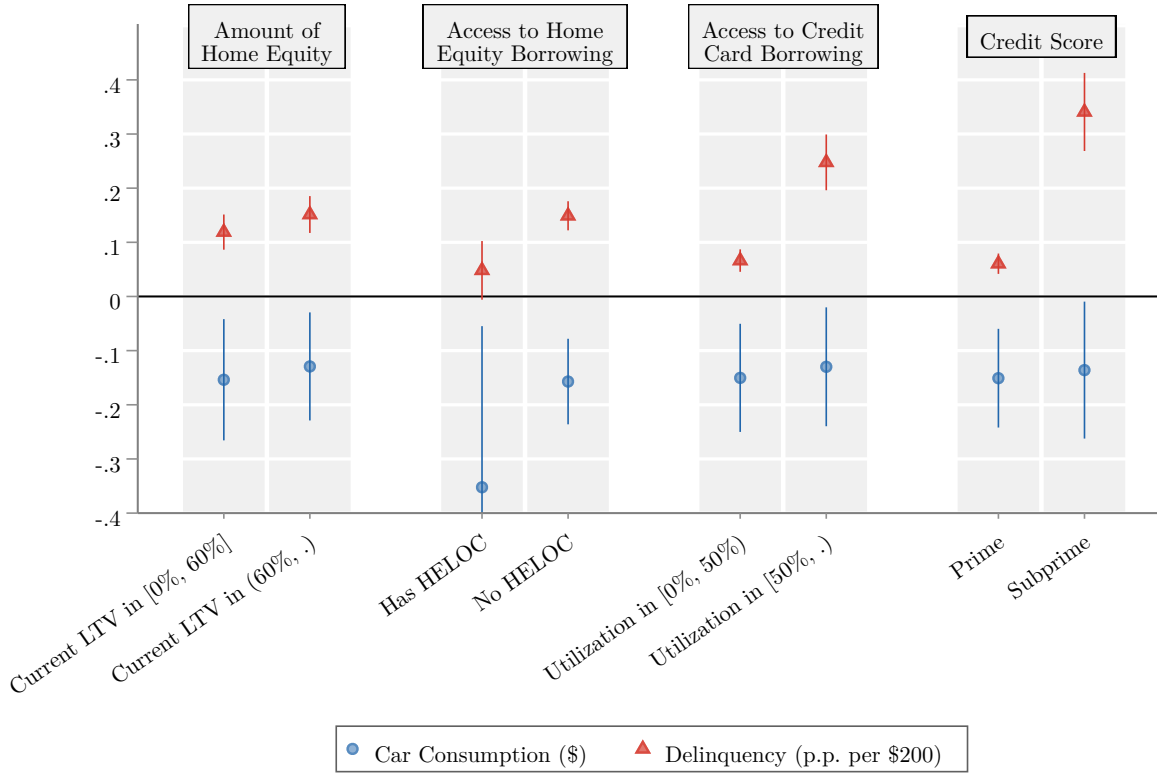 Amount of
Home Equity
Access to Home
Equity Borrowing
Access to Credit
Card Borrowing
Credit Score
.4
.3
.2
.1
0
-.1
-.2
-.3
-.4
Current LTV in [0%, 60%]
Current LTV in (60%, .)
Has HELOC
No HELOC
Utilization in [0%, 50%)
Utilization in [50%, .)
Prime
Subprime
Car Consumption ($)
Delinquency (p.p. per $200)